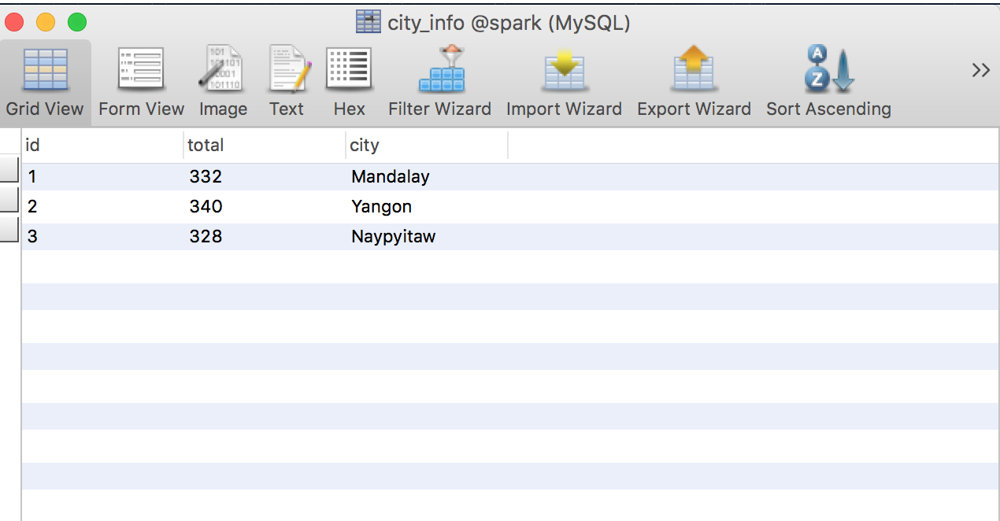 city_info @spark (MySQL)
Grid View Form View Image Text Hex Filter Wizard Import Wizard Export Wizard Sort Ascending
id total city
1 332 Mandalay
2 340 Yangon
3 328 Naypyitaw